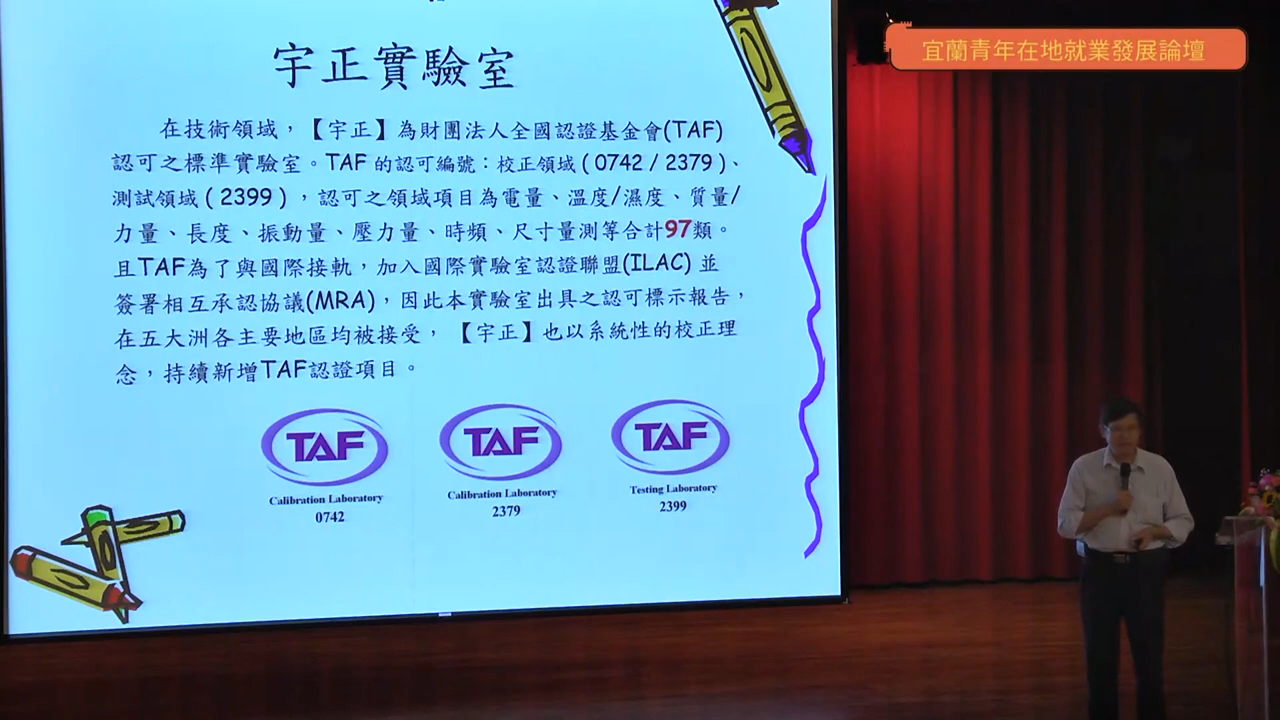 宜蘭青年在地就業發展論壇
宇正實驗室
在技術領域，【宇正】為財團法人全國認證基金會(TAF)
認可之標準實驗室。TAF 的認可編號：校正領域 ( 0742 / 2379 )、
測試領域 ( 2399 ) ，認可之領域項目為電量、溫度/濕度、質量/
力量、長度、振動量、壓力量、時頻、尺寸量測等合計97類。
且TAF為了與國際接軌，加入國際實驗室認證聯盟(ILAC) 並
簽署相互承認協議(MRA)，因此本實驗室出具之認可標示報告，
在五大洲各主要地區均被接受，【宇正】也以系統性的校正理
念，持續新增TAF認證項目。
TAF
Calibration Laboratory
0742
TAF
Calibration Laboratory
2379
TAF
Testing Laboratory
2399